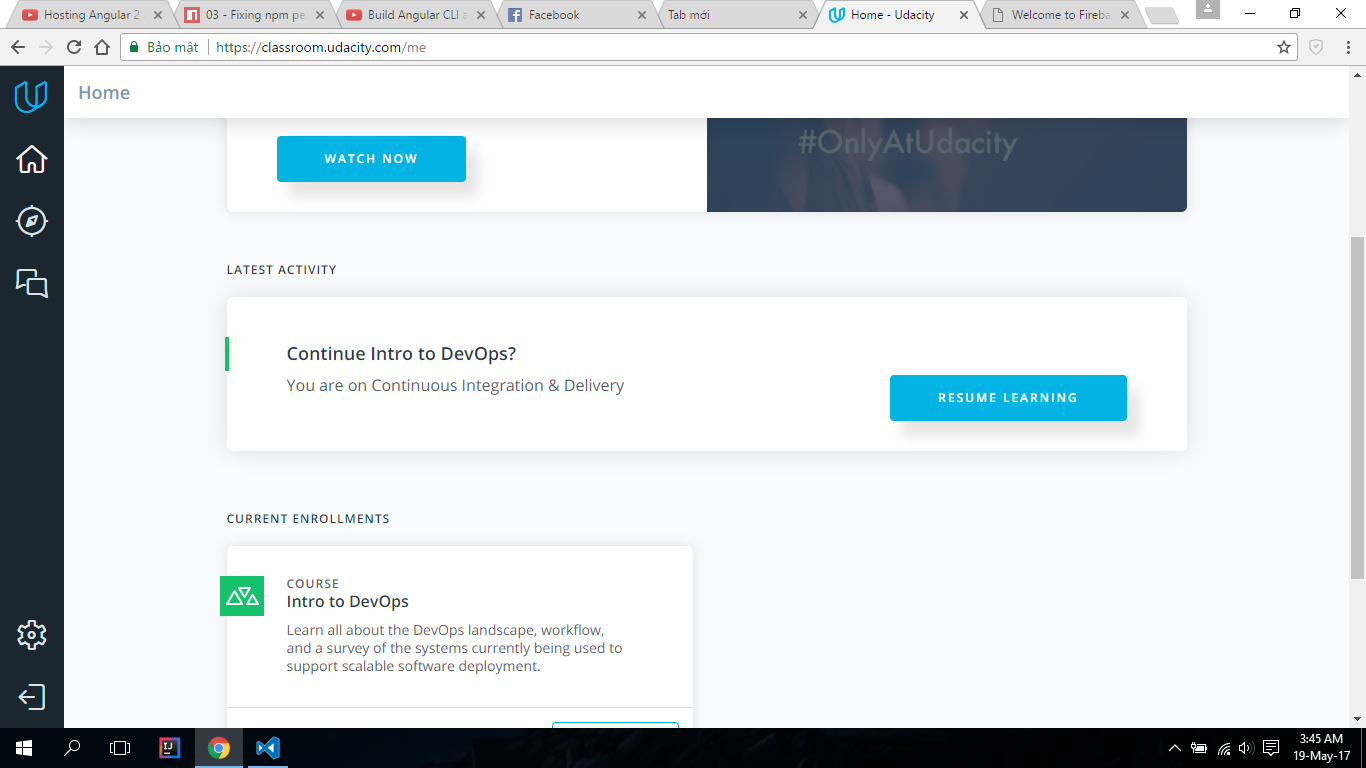 Hosting Angular 2
03 - Fixing npm pe
Build Angular CLI a
Facebook
Tab mới
Home - Udacity
Welcome to Fireba
Bảo mật
https://classroom.udacity.com/me
Home
#OnlyAtUdacity
WATCH NOW
LATEST ACTIVITY
Continue Intro to DevOps?
You are on Continuous Integration & Delivery
RESUME LEARNING
CURRENT ENROLLMENTS
COURSE
Intro to DevOps
Learn all about the DevOps landscape, workflow,
and a survey of the systems currently being used to
support scalable software deployment.
IJ
3:45 AM
19-May-17